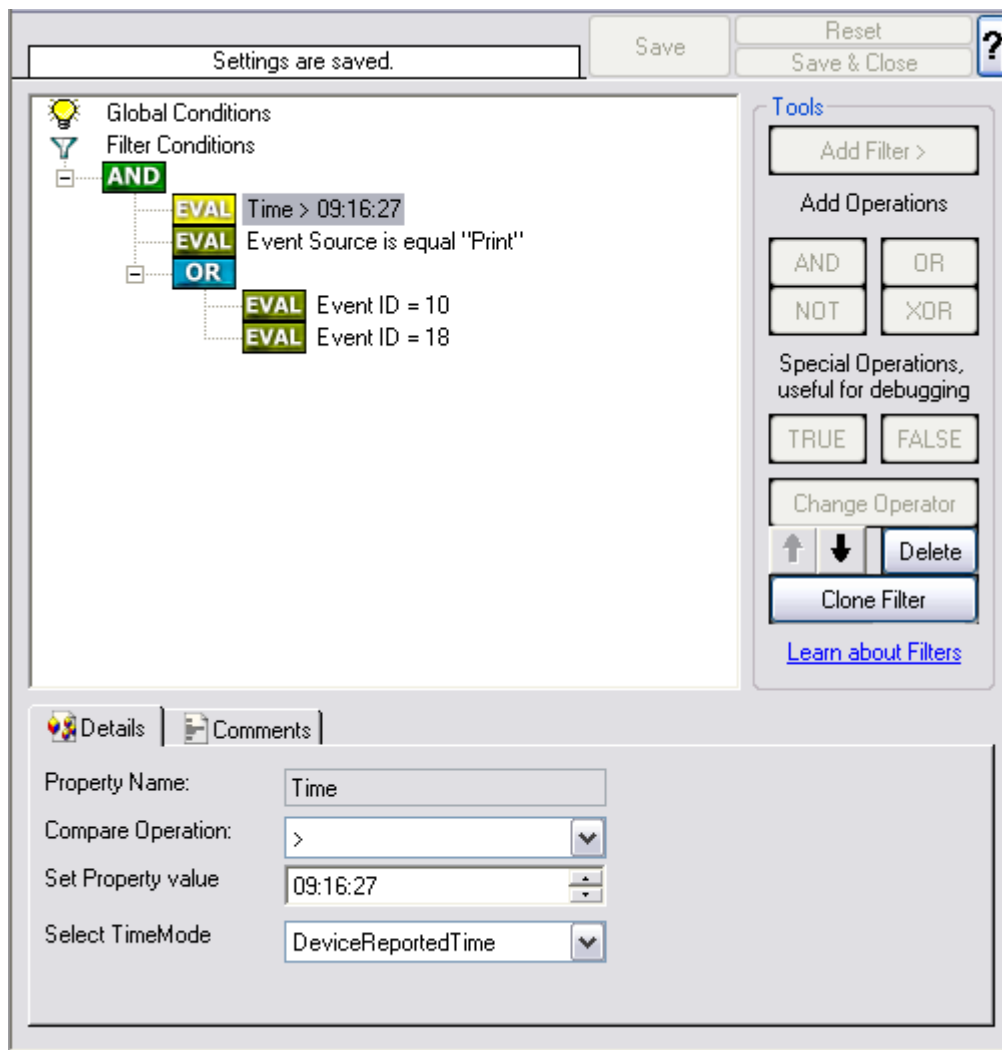 Settings are saved.
Save
Reset
Save & Close
?
Global Conditions
Filter Conditions
AND
EVAL Time > 09:16:27
EVAL Event Source is equal "Print"
OR
EVAL Event ID = 10
EVAL Event ID = 18
Tools
Add Filter >
Add Operations
AND OR
NOT XOR
Special Operations,
useful for debugging
TRUE FALSE
Change Operator
Delete
Clone Filter
Learn about Filters
Details Comments
Property Name: Time
Compare Operation: >
Set Property value 09:16:27
Select TimeMode DeviceReportedTime